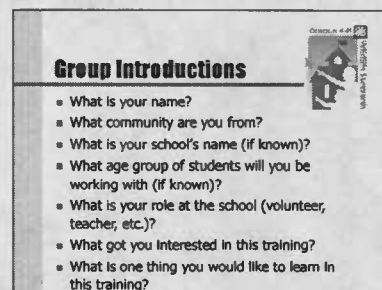 Group Introductions
▪ What is your name?
▪ What community are you from?
▪ What is your school's name (if known)?
▪ What age group of students will you be
working with (if known)?
▪ What is your role at the school (volunteer,
teacher, etc.)?
▪ What got you interested in this training?
▪ What is one thing you would like to learn in
this training?